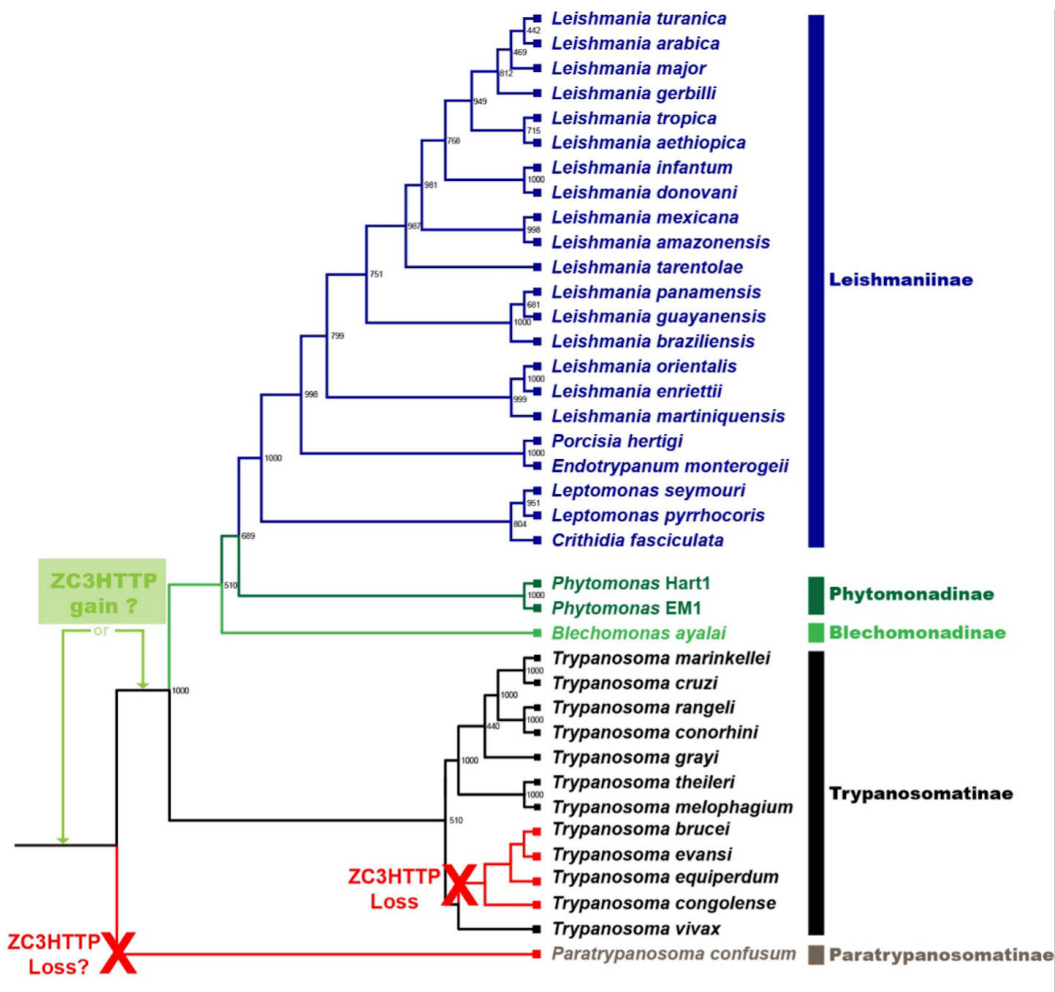 Leishmania turanica
442
Leishmania arabica
469
Leishmania major
812
Leishmania gerbilli
949
Leishmania tropica
715
Leishmania aethiopica
768
Leishmania infantum
1000
Leishmania donovani
981
Leishmania mexicana
987
998
Leishmania amazonensis
Leishmania tarentolae
751
Leishmania panamensis
681
Leishmania guayanensis
1000
Leishmania braziliensis
799
Leishmania orientalis
1000
Leishmania enriettii
998
999
Leishmania martiniquensis
Porcisia hertigi
1000
1000
Endotrypanum monterogeii
Leptomonas seymouri
951
Leptomonas pyrrhocoris
804
Crithidia fasciculata
689
Leishmaniinae
ZC3HTTP
gain ?
or
510
Phytomonas Hart1
1000
Phytomonas EM1
Phytomonadinae
Blechomonas ayalai
Blechomonadinae
1000
Trypanosoma marinkellei
1000
Trypanosoma cruzi
1000
Trypanosoma rangeli
1000
Trypanosoma conorhini
440
Trypanosoma grayi
1000
Trypanosoma theileri
1000
Trypanosoma melophagium
510
Trypanosoma brucei
Trypanosoma evansi
Trypanosoma equiperdum
Trypanosoma congolense
Trypanosoma vivax
Trypanosomatinae
ZC3HTTP
Loss
X
ZC3HTTP
Loss?
X
Paratrypanosoma confusum
Paratrypanosomatinae